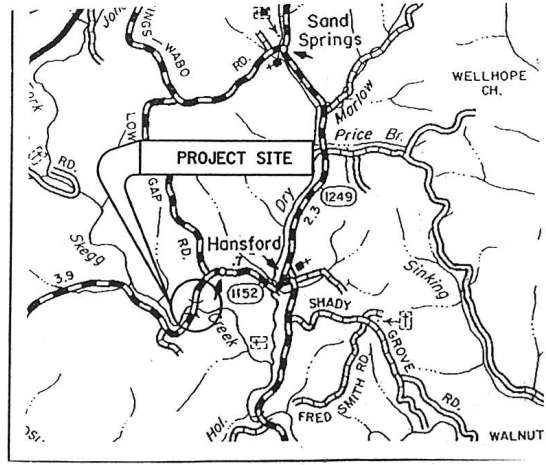 Sand
Springs
WABO
RD.
WELLHOPE
CH.
Marlow
Price Br.
LOW
GAP
RD.
PROJECT SITE
1249
Dry
2.3
RD.
Skegg
Creek
3.9
Hansford
.7
1152
Sinking
SHADY
GROVE
RD.
FRED
SMITH RD.
Hol.
WALNUT